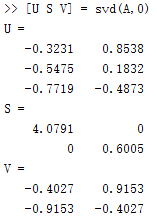 >> [U S V] = svd(A,0)
U =
-0.3231 0.8538
-0.5475 0.1832
-0.7719 -0.4873
S =
4.0791 0
0 0.6005
V =
-0.4027 0.9153
-0.9153 -0.4027